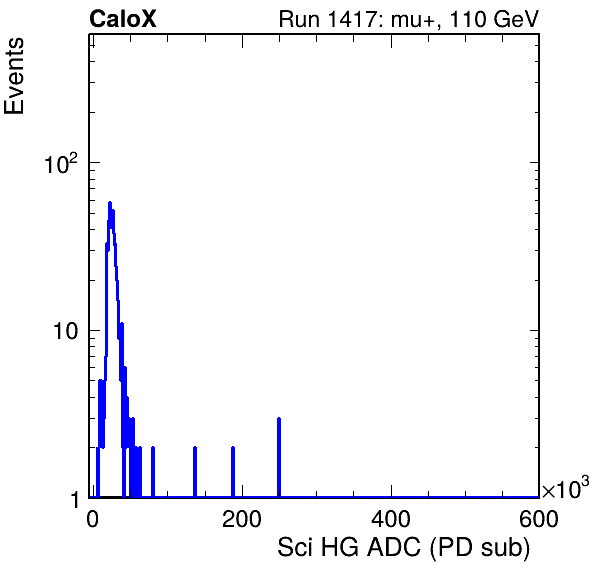 CaloX Run 1417: mu+, 110 GeV
Events
10²
10
1
0 200 400 600
×10³
Sci HG ADC (PD sub)